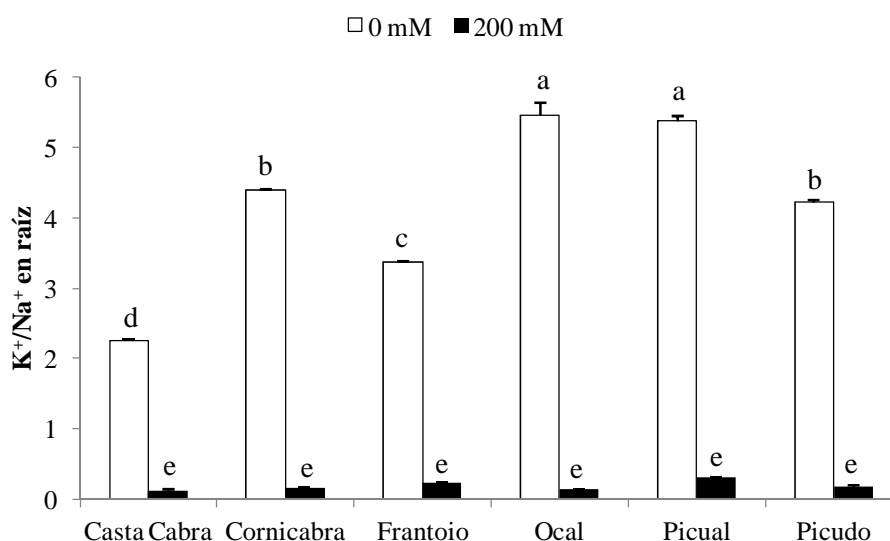 0 mM 200 mM
K⁺/Na⁺ en raíz
6
5
4
3
2
1
0
d
b
c
a
a
b
e
e
e
e
e
e
Casta Cabra Cornicabra Frantoio Ocal Picual Picudo